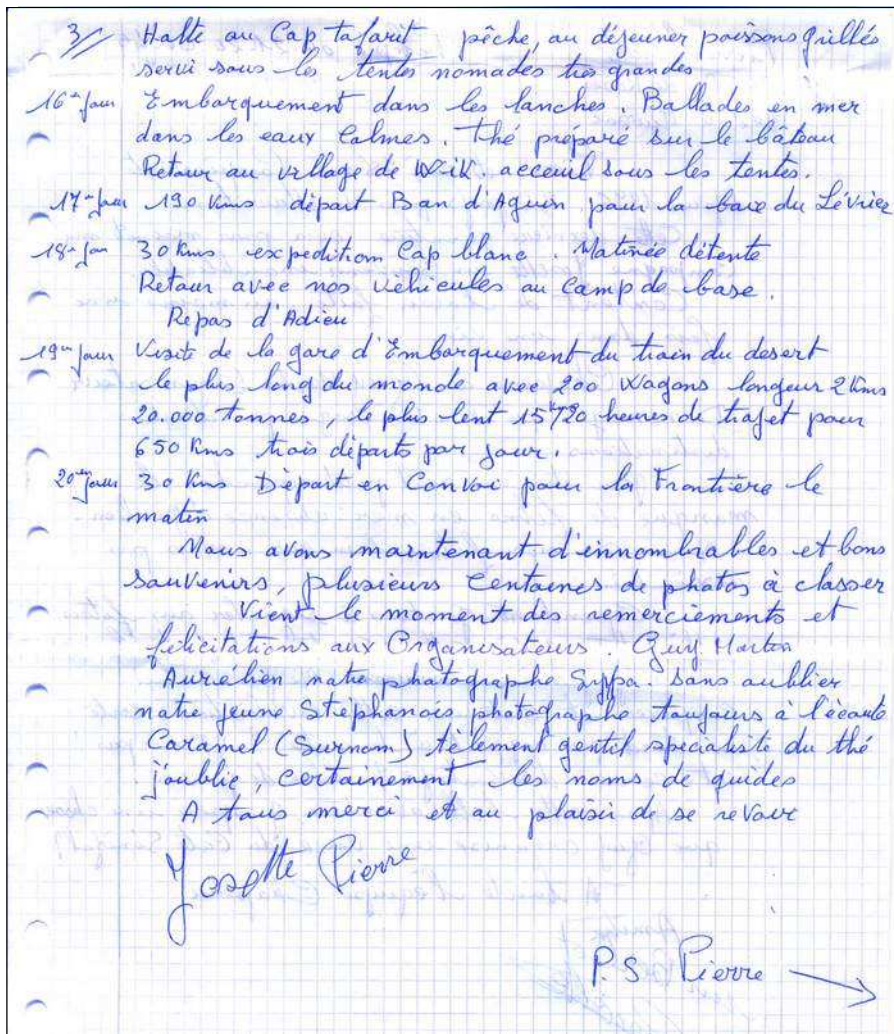 3// Halte au Cap tafarit pêche, au déjeuner poissons grillés
servi sous les tentes nomades très grandes
16e jour Embarquement dans les lanches. Ballades en mer
dans les eaux Calmes. Thé préparé sur le bâteau
Retour au village de WiK. acceuil sous les tentes.
17e jour 190 Kms départ Ban d'Aguin pour la baie du Lévrier
18e jour 30 Kms expedition Cap blanc. Matinée détente
Retour avec nos véhicules au Camp de base.
Repas d'Adieu
19e jour Visite de la gare d'Embarquement du train du desert
le plus long du monde avec 200 Wagons longueur 2 Kms
20.000 tonnes, le plus lent 15h/20 heures de trajet pour
650 Kms trois départs par jour.
20e jour 30 Kms Départ en Convoi pour la Frontière le
matin
Nous avons maintenant d'innombrables et bons
souvenirs, plusieurs Centaines de photos à classer
Vient le moment des remerciements et
félicitations aux Organisateurs. Guy. Martin
Aurélien notre photographe Syppa. Sans oublier
notre jeune Stéphanois photographe toujours à l'écoute
Caramel (Surnom) tèlement gentil spécialiste du thé
j'oublie, certainement les noms de guides
A tous merci et au plaisir de se revoir
Josette Pierre
P.S Pierre →